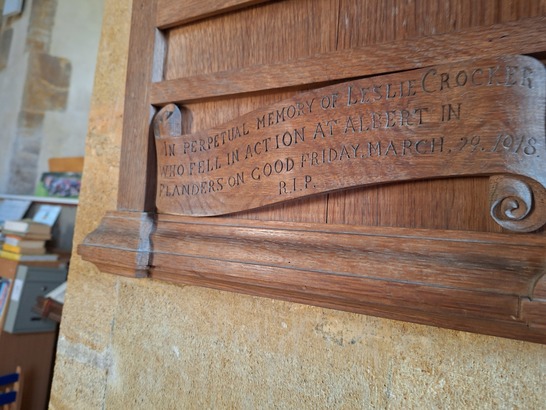 IN PERPETUAL MEMORY OF LESLIE CROCKER
WHO FELL IN ACTION AT ALBERT IN
FLANDERS ON GOOD FRIDAY, MARCH, 29, 1918.
R.I.P.